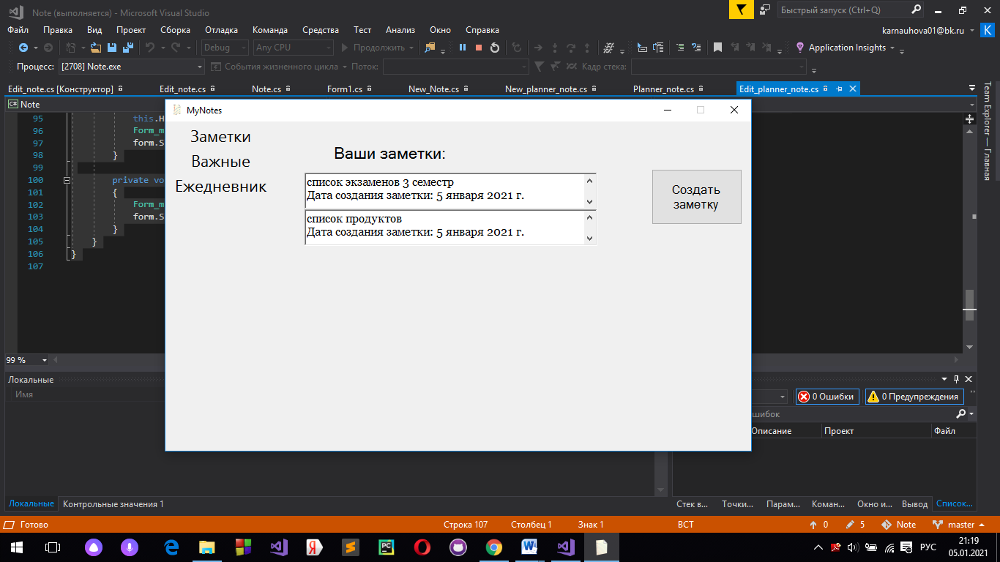 Note (выполняется) - Microsoft Visual Studio
Быстрый запуск (Ctrl+Q)
Файл Правка Вид Проект Сборка Отладка Команда Средства Тест Анализ Окно Справка
karnauhova01@bk.ru K
Debug Any CPU Продолжить Application Insights
Процесс: [2708] Note.exe События жизненного цикла Поток: Кадр стека:
Edit_note.cs [Конструктор] Edit_note.cs Note.cs Form1.cs New_Note.cs New_planner_note.cs Planner_note.cs Edit_planner_note.cs
C# Note
Team Explorer — Главная
95 this.H
96 Form_m
97 form.S
98 }
99
100 private vo
101 {
102 Form_m
103 form.S
104 }
105 }
106 }
107
MyNotes
Заметки
Важные
Ежедневник
Ваши заметки:
список экзаменов 3 семестр
Дата создания заметки: 5 января 2021 г.
список продуктов
Дата создания заметки: 5 января 2021 г.
Создать
заметку
99 %
Локальные
Имя
0 Ошибки 0 Предупреждения
шибок
Описание Проект Файл
Локальные Контрольные значения 1
Стек в... Точки... Парам... Коман... Окно и... Вывод Список...
Готово Строка 107 Столбец 1 Знак 1 ВСТ 0 5 Note master
РУС
21:19
05.01.2021